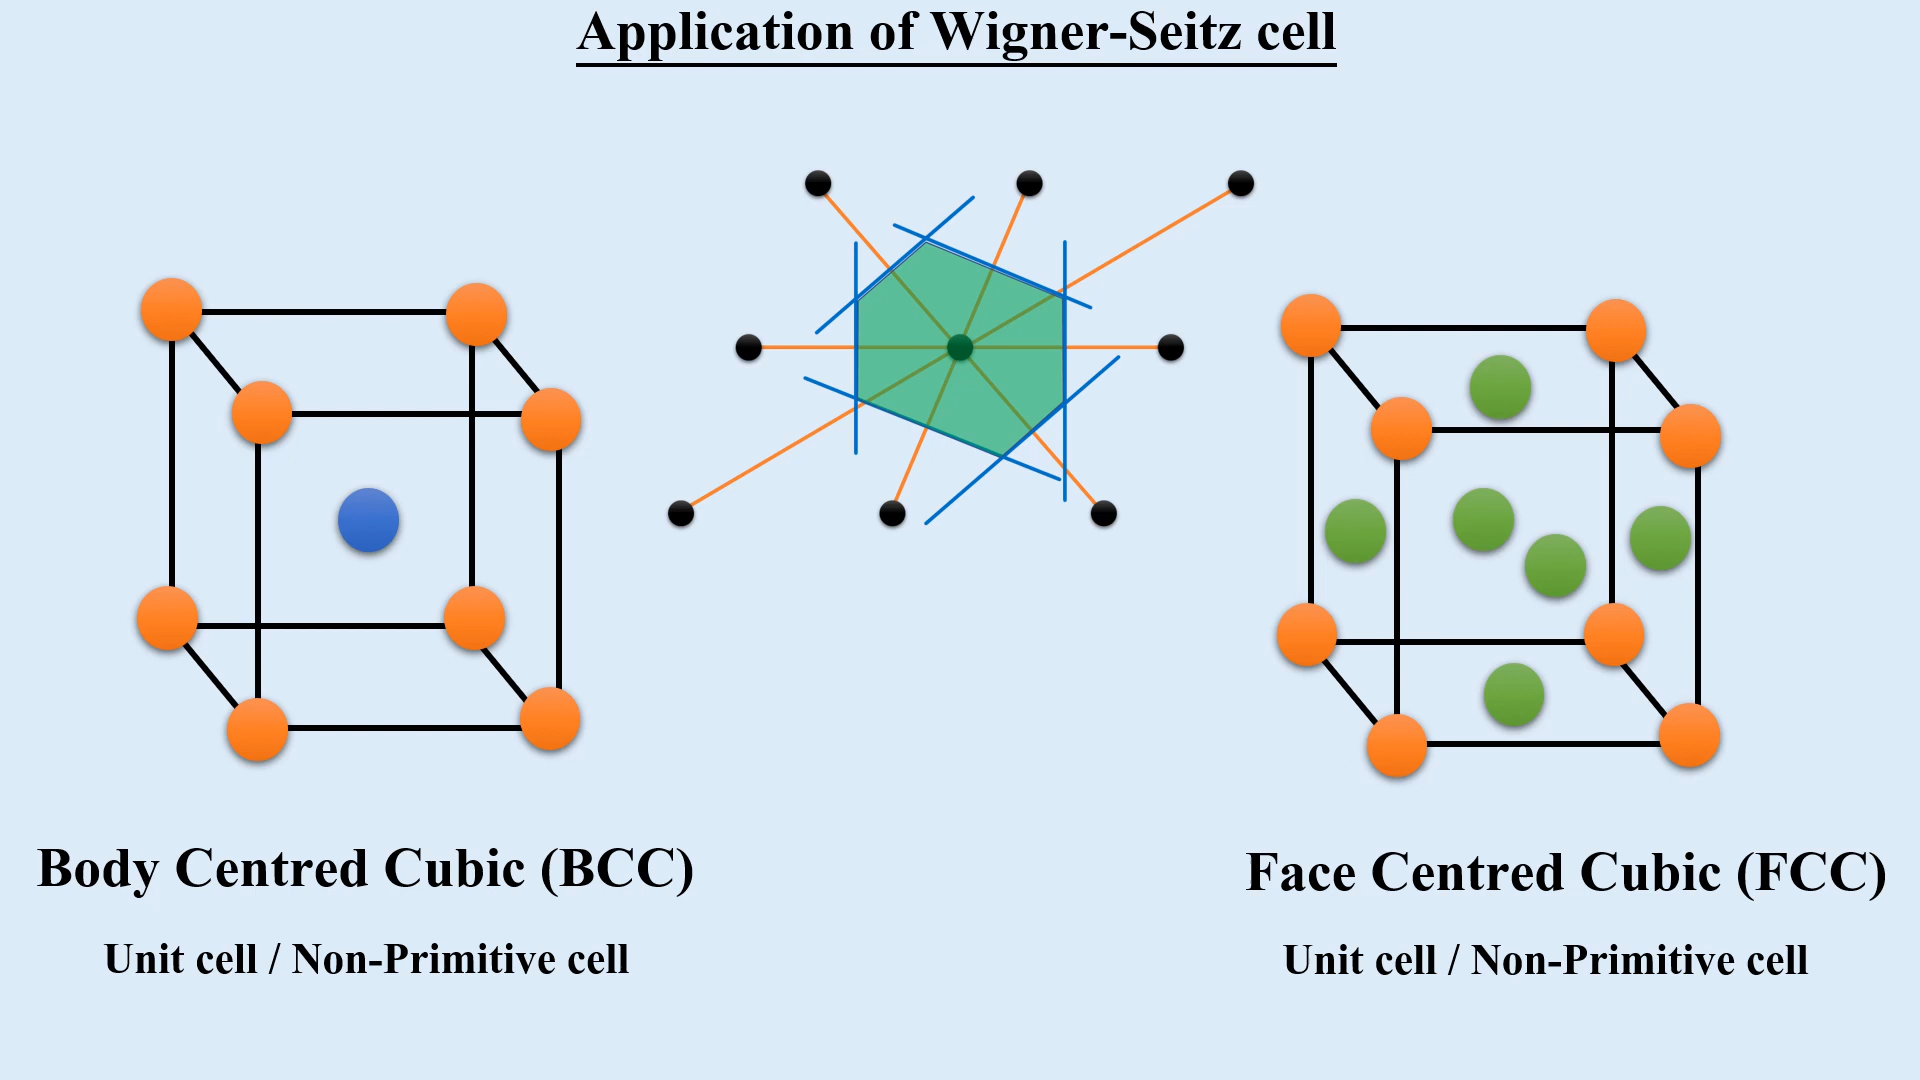 Application of Wigner-Seitz cell
Body Centred Cubic (BCC)
Unit cell / Non-Primitive cell
Face Centred Cubic (FCC)
Unit cell / Non-Primitive cell